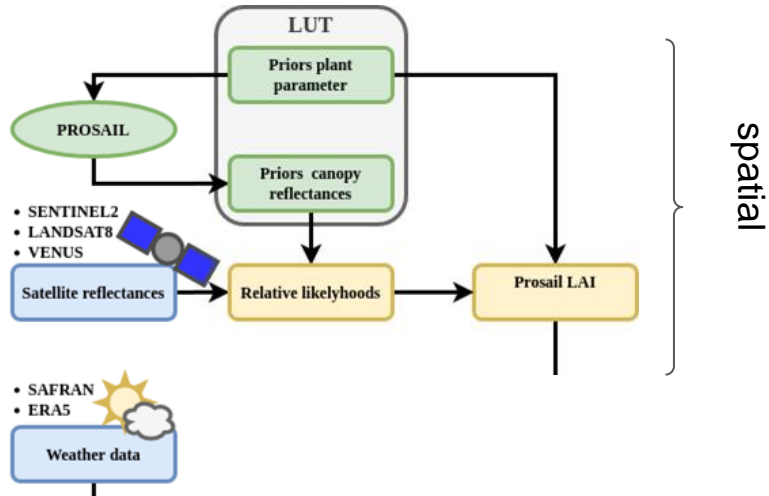 LUT
Priors plant
parameter
PROSAIL
Priors canopy
reflectances
• SENTINEL2
• LANDSAT8
• VENUS
Satellite reflectances
Relative likelyhoods
Prosail LAI
spatial
• SAFRAN
• ERA5
Weather data